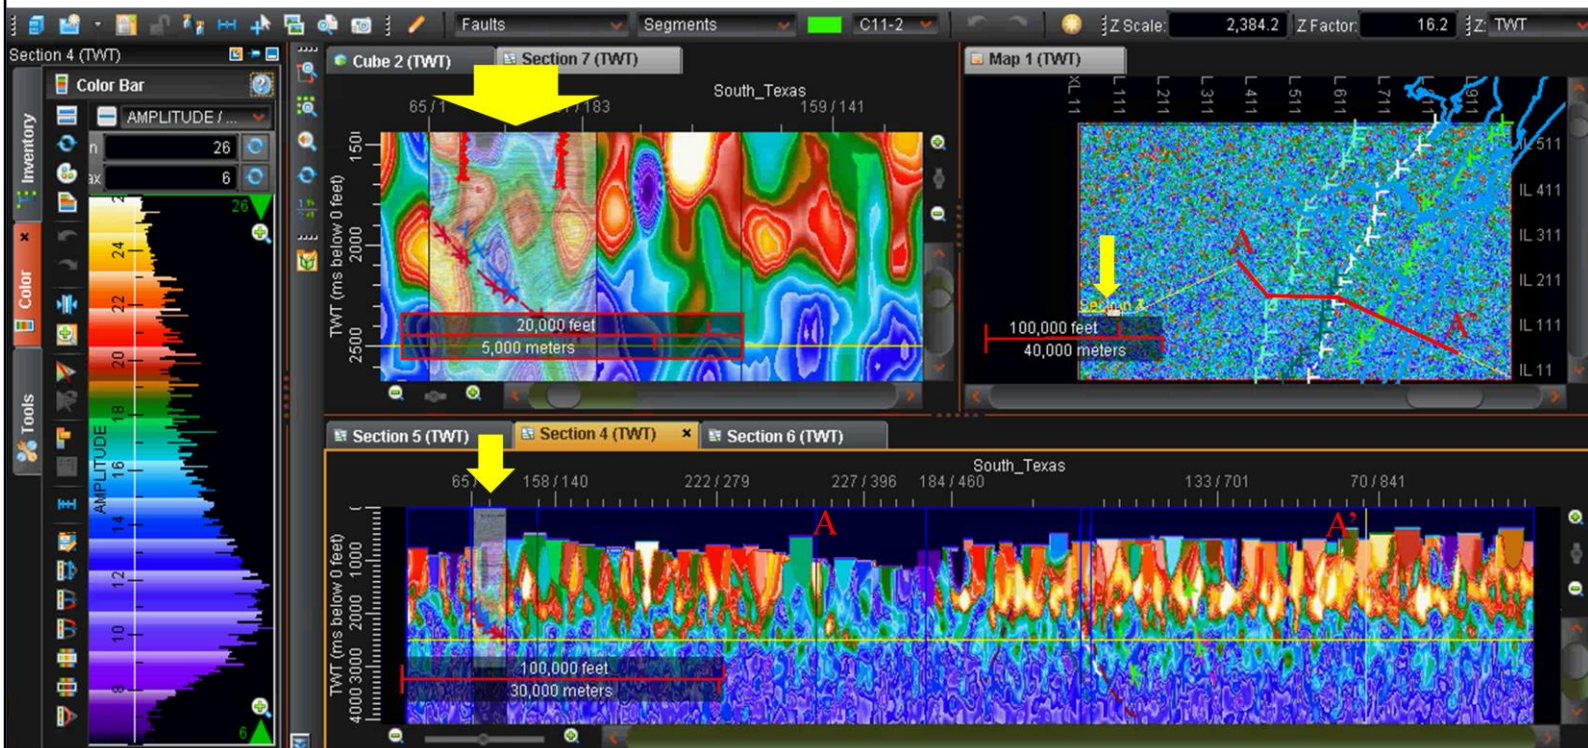 Faults Segments C11-2 Z Scale: 2,384.2 Z Factor: 16.2 Z: TWT
Section 4 (TWT)
Color Bar
AMPLITUDE / ...
n 26
ax 6
Inventory
Color
Tools
26
24
22
20
18
16
14
12
10
8
6
AMPLITUDE
Cube 2 (TWT) Section 7 (TWT)
South_Texas
65 / 1 183 159 / 141
TWT (ms below 0 feet)
150
2000
2500
20,000 feet
5,000 meters
Map 1 (TWT)
XL 11 L 111 L 211 L 311 L 411 L 511 L 611 L 711 911
IL 511
IL 411
IL 311
IL 211
IL 111
IL 11
A
A'
100,000 feet
40,000 meters
Section 5 (TWT) Section 4 (TWT) × Section 6 (TWT)
South_Texas
65 / 158 / 140 222 / 279 227 / 396 184 / 460 133 / 701 70 / 841
A A'
TWT (ms below 0 feet)
1000
2000
3000
4000
100,000 feet
30,000 meters